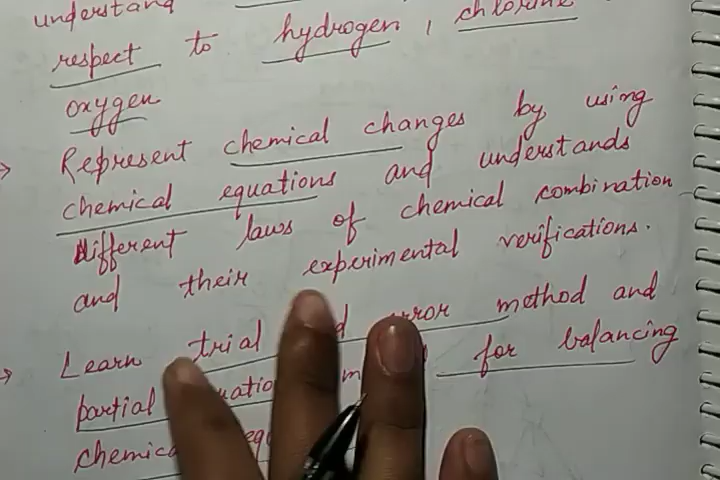 understand
respect to hydrogen, chlorine
oxygen
→ Represent chemical changes by using
chemical equations and understands
different laws of chemical combination
and their experimental verifications.
→ Learn trial error method and
partial for balancing